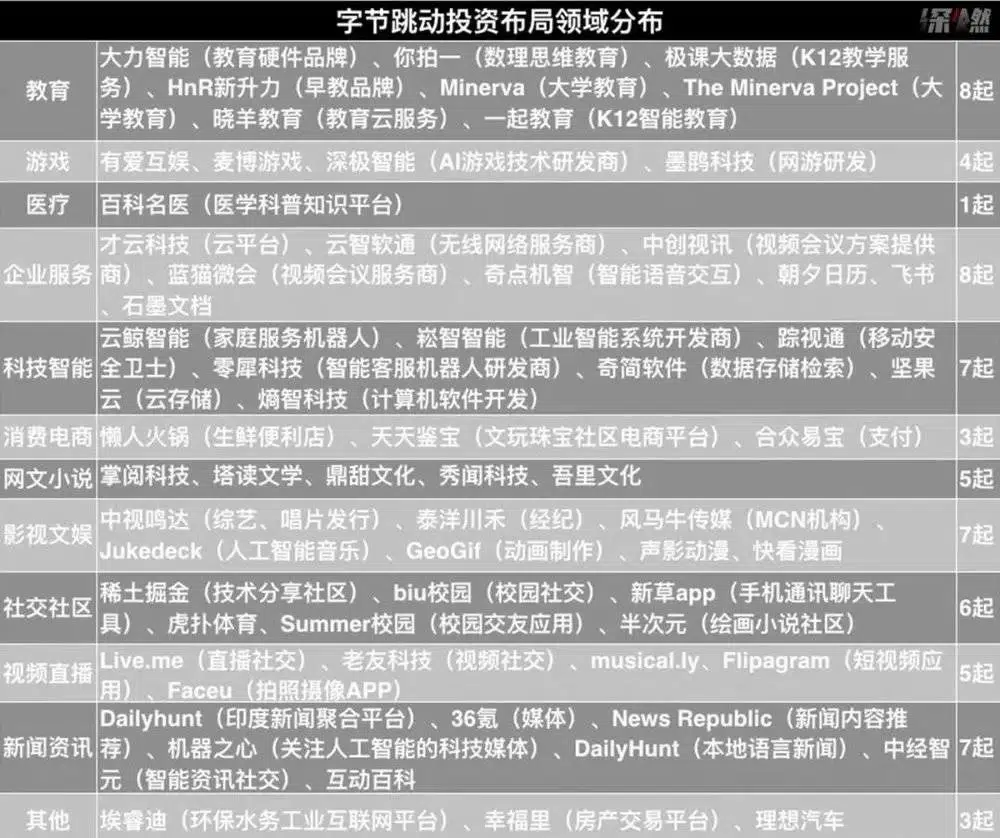 字节跳动投资布局领域分布
深燃
教育
大力智能（教育硬件品牌）、你拍一（数理思维教育）、极课大数据（K12教学服
务）、HnR新升力（早教品牌）、Minerva（大学教育）、The Minerva Project（大
学教育）、晓羊教育（教育云服务）、一起教育（K12智能教育）
8起
游戏
有爱互娱、麦博游戏、深极智能（AI游戏技术研发商）、墨鹍科技（网游研发）
4起
医疗
百科名医（医学科普知识平台）
1起
企业服务
才云科技（云平台）、云智软通（无线网络服务商）、中创视讯（视频会议方案提供
商）、蓝猫微会（视频会议服务商）、奇点机智（智能语音交互）、朝夕日历、飞书
、石墨文档
8起
科技智能
云鲸智能（家庭服务机器人）、崧智智能（工业智能系统开发商）、踪视通（移动安
全卫士）、零犀科技（智能客服机器人研发商）、奇简软件（数据存储检索）、坚果
云（云存储）、熵智科技（计算机软件开发）
7起
消费电商
懒人火锅（生鲜便利店）、天天鉴宝（文玩珠宝社区电商平台）、合众易宝（支付）
3起
网文小说
掌阅科技、塔读文学、鼎甜文化、秀闻科技、吾里文化
5起
影视文娱
中视鸣达（综艺、唱片发行）、泰洋川禾（经纪）、风马牛传媒（MCN机构）、
Jukedeck（人工智能音乐）、GeoGif（动画制作）、声影动漫、快看漫画
7起
社交社区
稀土掘金（技术分享社区）、biu校园（校园社交）、新草app（手机通讯聊天工
具）、虎扑体育、Summer校园（校园交友应用）、半次元（绘画小说社区）
6起
视频直播
Live.me（直播社交）、老友科技（视频社交）、musical.ly、Flipagram（短视频应
用）、Faceu（拍照摄像APP）
5起
新闻资讯
Dailyhunt（印度新闻聚合平台）、36氪（媒体）、News Republic（新闻内容推
荐）、机器之心（关注人工智能的科技媒体）、DailyHunt（本地语言新闻）、中经智
元（智能资讯社交）、互动百科
7起
其他
埃睿迪（环保水务工业互联网平台）、幸福里（房产交易平台）、理想汽车
3起